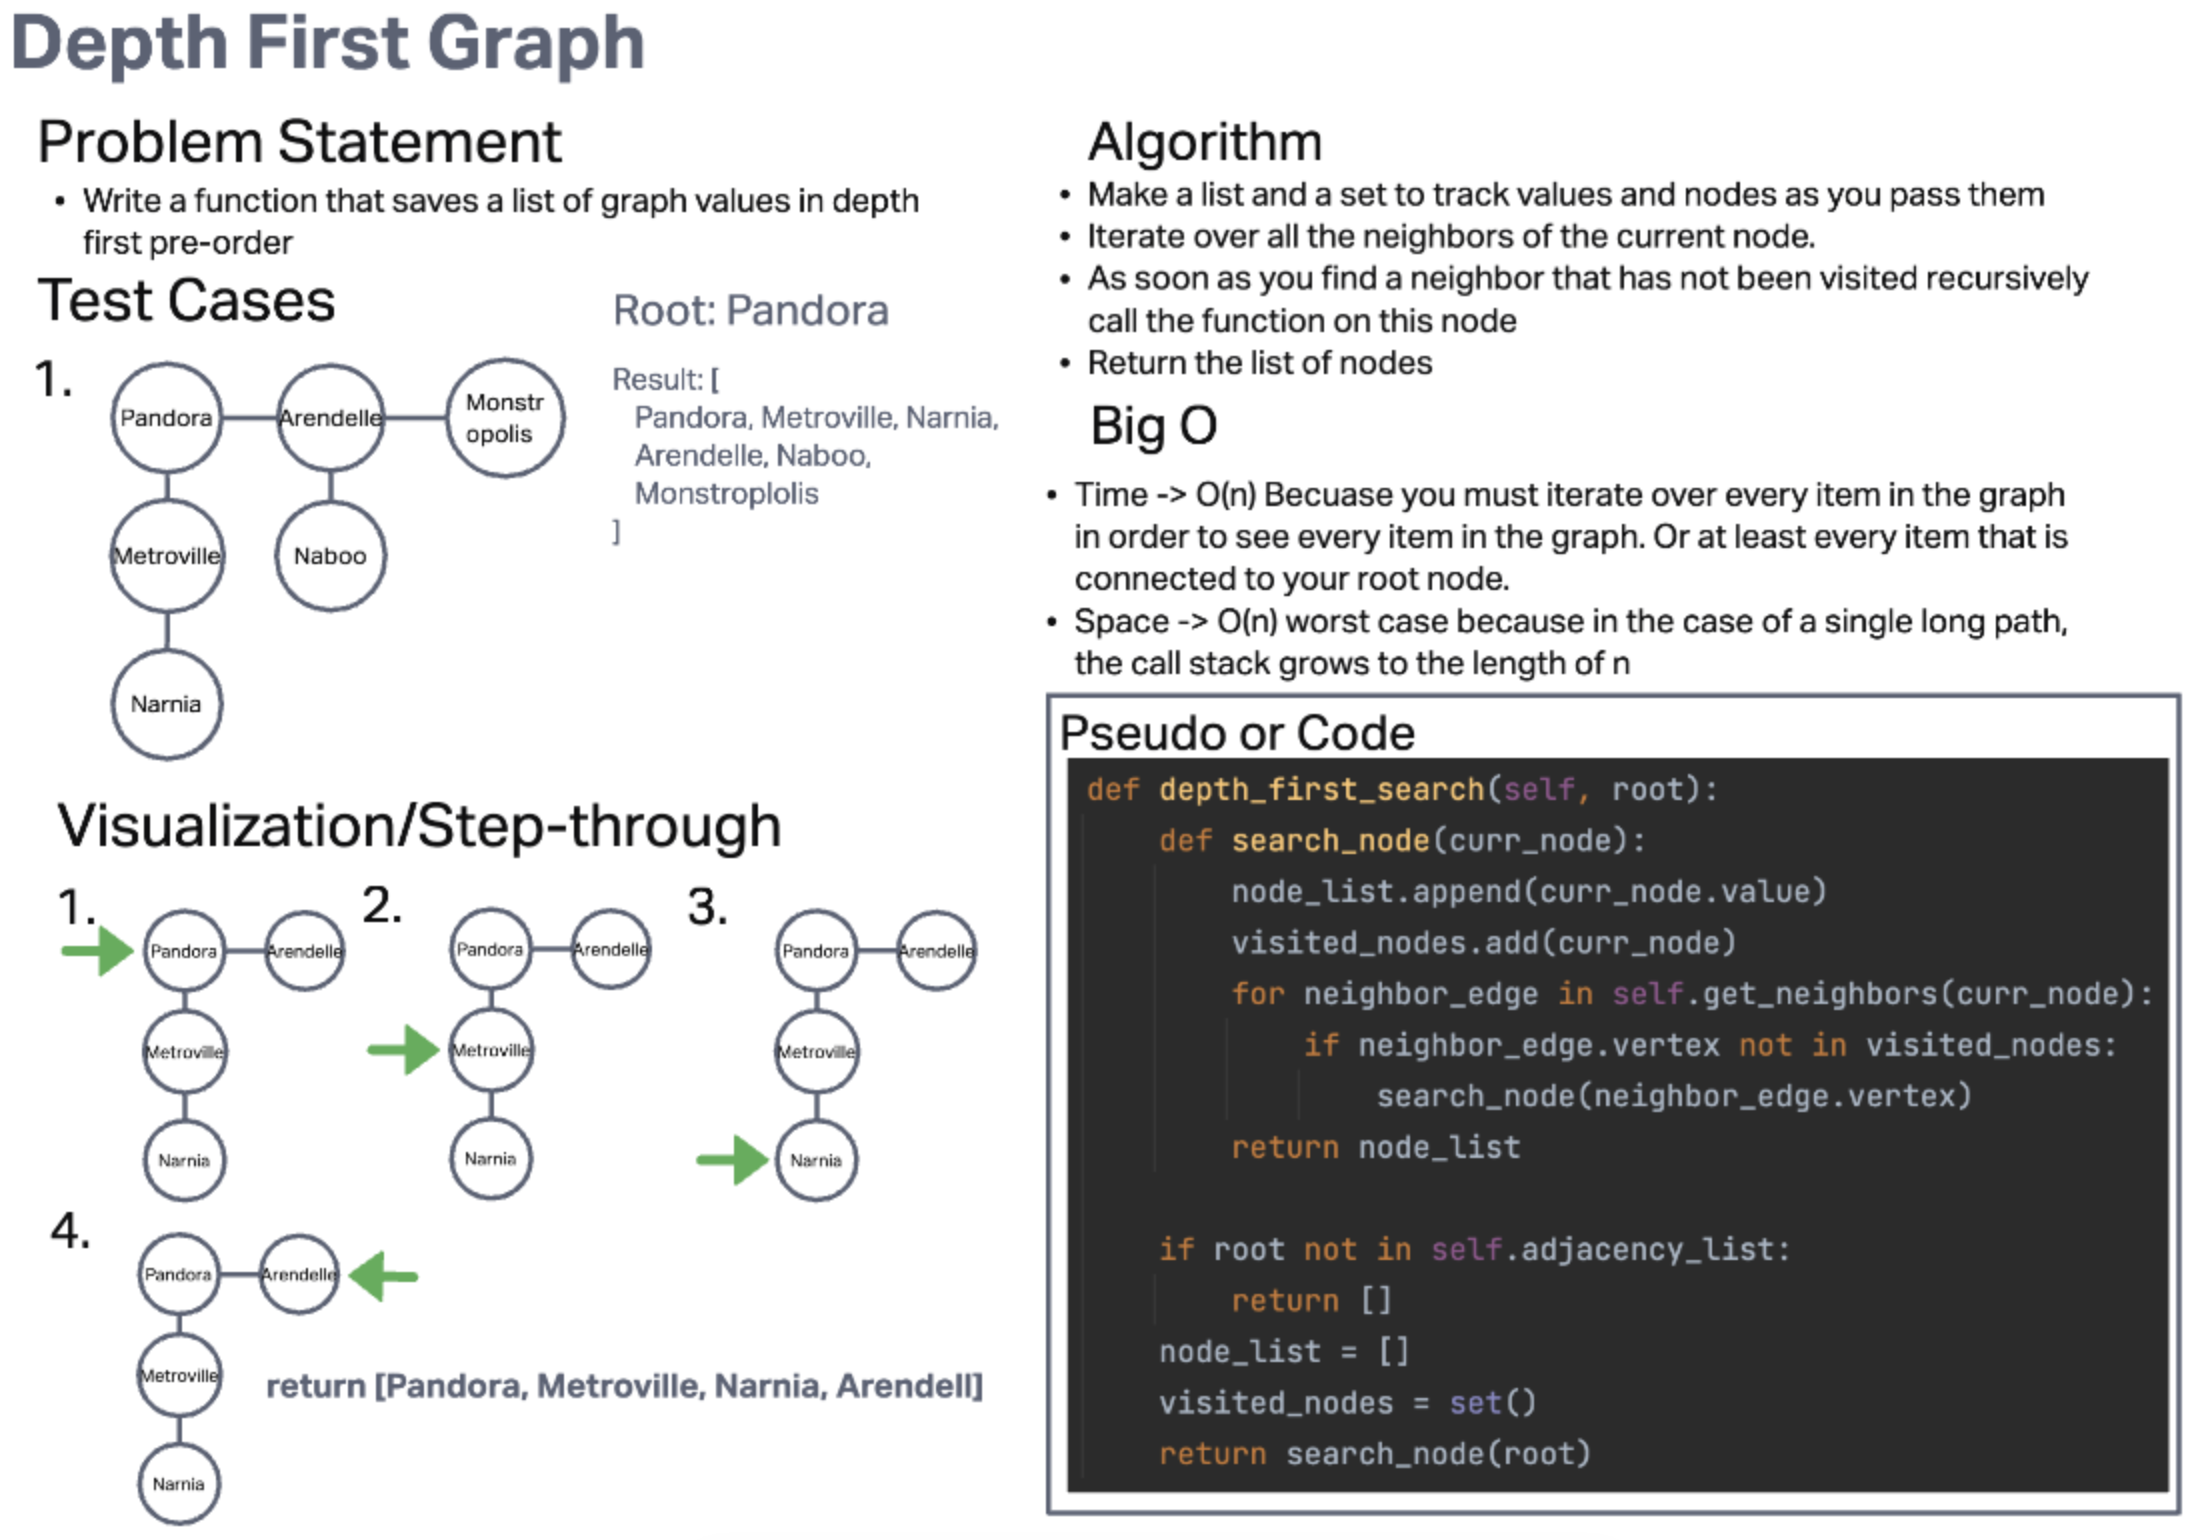 Depth First Graph
Problem Statement
• Write a function that saves a list of graph values in depth
first pre-order
Test Cases
Root: Pandora
1.
Pandora
Arendelle
Monstr
opolis
Metroville
Naboo
Narnia
Result: [
Pandora, Metroville, Narnia,
Arendelle, Naboo,
Monstroplolis
]
Visualization/Step-through
1.
Pandora
Arendelle
Metroville
Narnia
2.
Pandora
Arendelle
Metroville
Narnia
3.
Pandora
Arendelle
Metroville
Narnia
4.
Pandora
Arendelle
Metroville
Narnia
return [Pandora, Metroville, Narnia, Arendell]
Algorithm
• Make a list and a set to track values and nodes as you pass them
• Iterate over all the neighbors of the current node.
• As soon as you find a neighbor that has not been visited recursively
call the function on this node
• Return the list of nodes
Big O
• Time -> O(n) Becuase you must iterate over every item in the graph
in order to see every item in the graph. Or at least every item that is
connected to your root node.
• Space -> O(n) worst case because in the case of a single long path,
the call stack grows to the length of n
Pseudo or Code
def depth_first_search(self, root):
    def search_node(curr_node):
        node_list.append(curr_node.value)
        visited_nodes.add(curr_node)
        for neighbor_edge in self.get_neighbors(curr_node):
            if neighbor_edge.vertex not in visited_nodes:
                search_node(neighbor_edge.vertex)
        return node_list
    if root not in self.adjacency_list:
        return []
    node_list = []
    visited_nodes = set()
    return search_node(root)